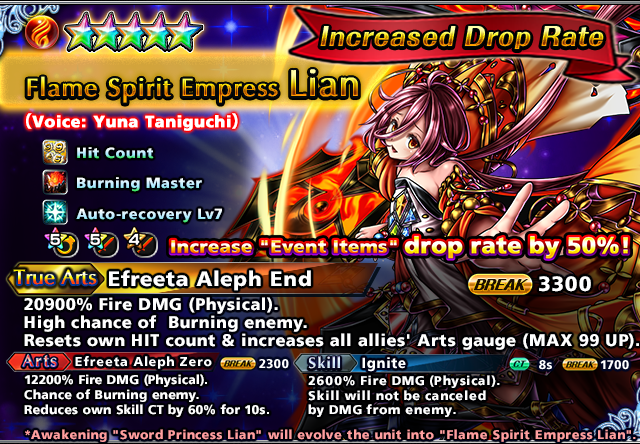 Increased Drop Rate
Flame Spirit Empress Lian
(Voice: Yuna Taniguchi)
Hit Count
Burning Master
Auto-recovery Lv7
5 5 4
Increase "Event Items" drop rate by 50%!
True Arts Efreeta Aleph End BREAK 3300
20900% Fire DMG (Physical).
High chance of Burning enemy.
Resets own HIT count & increases all allies' Arts gauge (MAX 99 UP).
Arts Efreeta Aleph Zero BREAK 2300
12200% Fire DMG (Physical).
Chance of Burning enemy.
Reduces own Skill CT by 60% for 10s.
Skill Ignite CT 8s BREAK 1700
2600% Fire DMG (Physical).
Skill will not be canceled
by DMG from enemy.
*Awakening "Sword Princess Lian" will evolve the unit into "Flame Spirit Empress Lian"